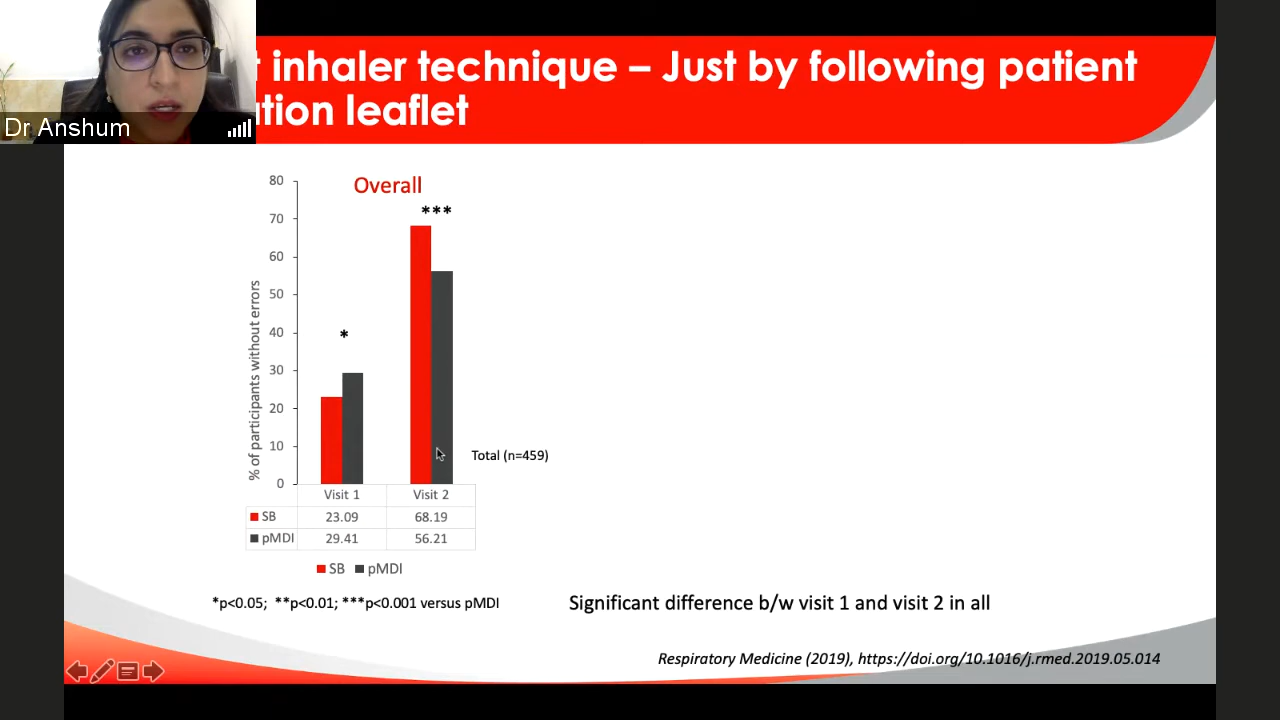 Dr Anshum
inhaler technique – Just by following patient
leaflet
Overall
% of participants without errors
80
70
60
50
40
30
20
10
0
*
***
Total (n=459)
Visit 1 Visit 2
SB 23.09 68.19
pMDI 29.41 56.21
SB pMDI
*p<0.05; **p<0.01; ***p<0.001 versus pMDI
Significant difference b/w visit 1 and visit 2 in all
Respiratory Medicine (2019), https://doi.org/10.1016/j.rmed.2019.05.014